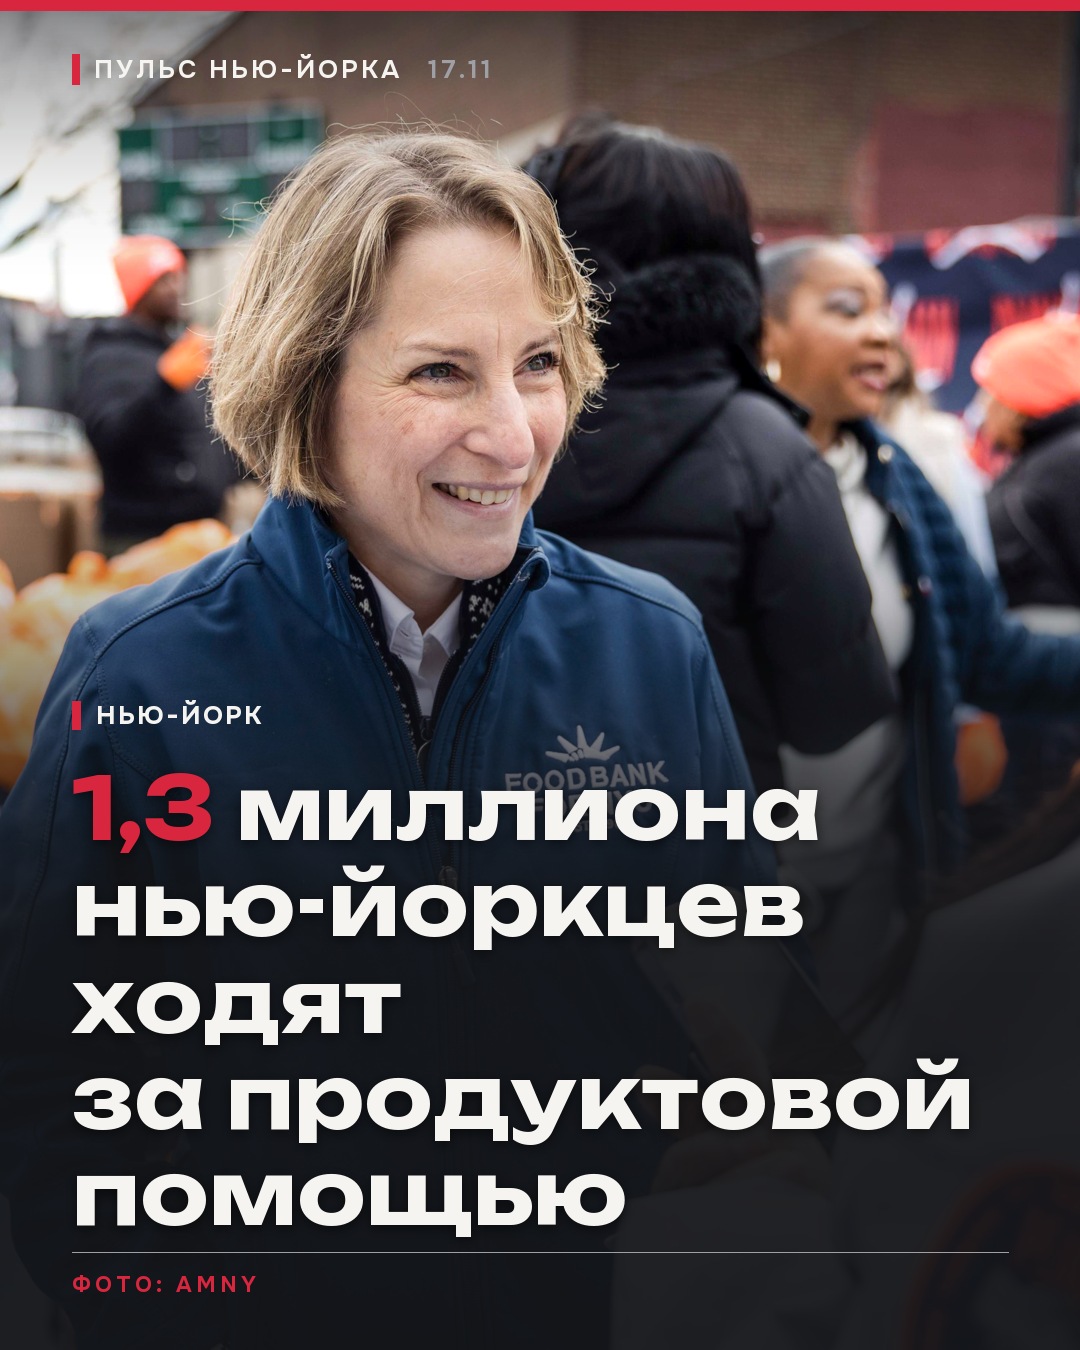 ПУЛЬС НЬЮ-ЙОРКА 17.11
НЬЮ-ЙОРК
FOOD BANK
1,3 миллиона
нью-йоркцев
ходят
за продуктовой
помощью
ФОТО: AMNY